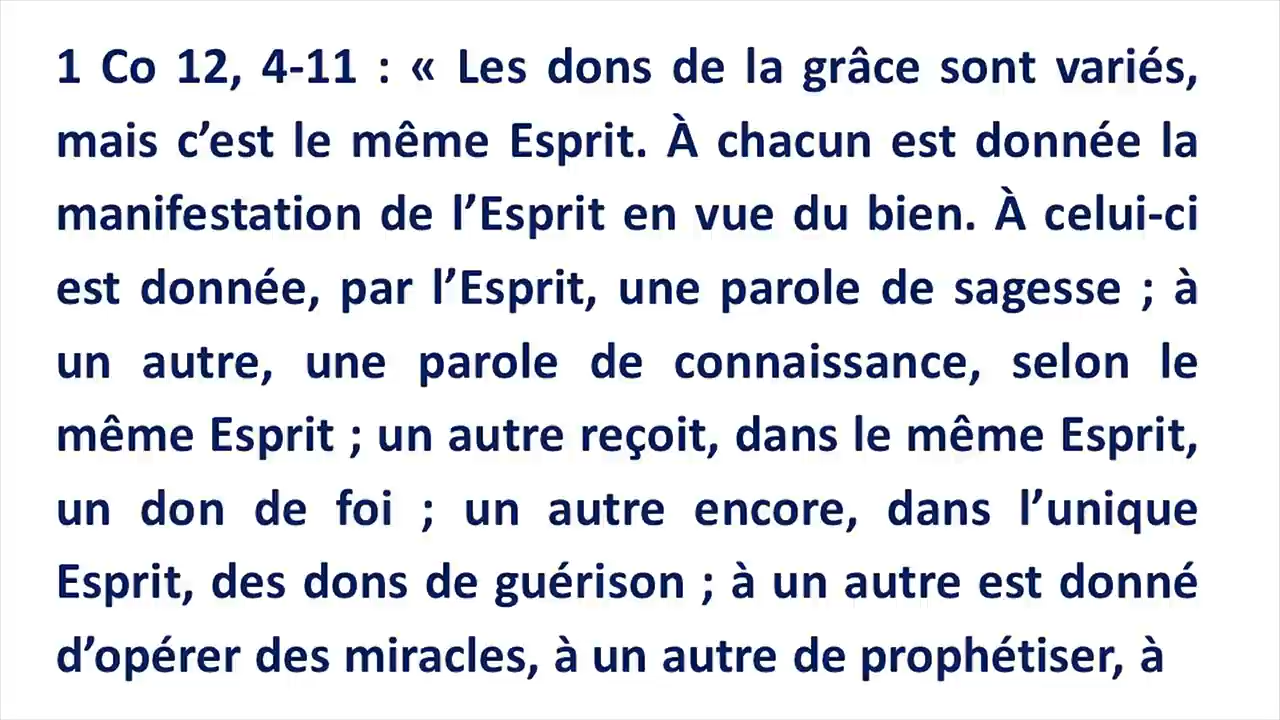 1 Co 12, 4-11 : « Les dons de la grâce sont variés,
mais c’est le même Esprit. À chacun est donnée la
manifestation de l’Esprit en vue du bien. À celui-ci
est donnée, par l’Esprit, une parole de sagesse ; à
un autre, une parole de connaissance, selon le
même Esprit ; un autre reçoit, dans le même Esprit,
un don de foi ; un autre encore, dans l’unique
Esprit, des dons de guérison ; à un autre est donné
d’opérer des miracles, à un autre de prophétiser, à